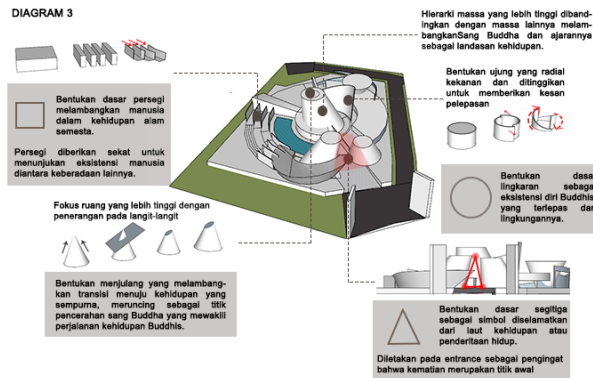 DIAGRAM 3
Hierarki massa yang lebih tinggi diband-
ingkan dengan massa lainnya melam-
bangkanSang Buddha dan ajarannya
sebagai landasan kehidupan.
Bentukan ujung yang radial
kekanan dan ditinggikan
untuk memberikan kesan
pelepasan
Bentukan dasar persegi
melambangkan manusia
dalam kehidupan alam
semesta.
Persegi diberikan sekat untuk
menunjukan eksistensi manusia
diantara keberadaan lainnya.
Bentukan dasar
lingkaran sebagai
eksistensi diri Buddhis
yang terlepas dari
lingkungannya.
Fokus ruang yang lebih tinggi dengan
penerangan pada langit-langit
Bentukan menjulang yang melambang-
kan transisi menuju kehidupan yang
sempurna, meruncing sebagai titik
pencerahan sang Buddha yang mewakili
perjalanan kehidupan Buddhis.
Bentukan dasar segitiga
sebagai simbol diselamatkan
dari laut kehidupan atau
penderitaan hidup.
Diletakan pada entrance sebagai pengingat
bahwa kematian merupakan titik awal